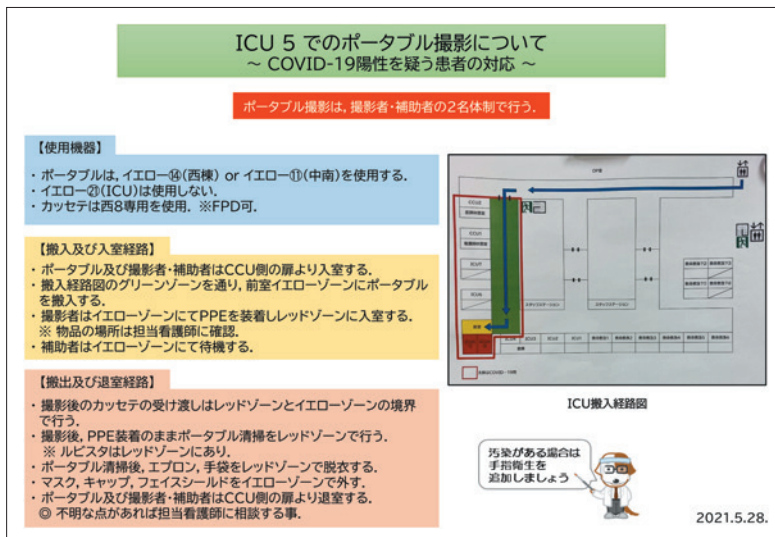 ICU 5 でのポータブル撮影について
～ COVID-19陽性を疑う患者の対応 ～
ポータブル撮影は，撮影者・補助者の2名体制で行う．
【使用機器】
・ポータブルは，イエロー⑭(西棟) or イエロー⑪(中南)を使用する．
・イエロー㉑(ICU)は使用しない．
・カッセテは西8専用を使用．※FPD可．
【搬入及び入室経路】
・ポータブル及び撮影者・補助者はCCU側の扉より入室する．
・搬入経路図のグリーンゾーンを通り，前室イエローゾーンにポータブル
を搬入する．
・撮影者はイエローゾーンにてPPEを装着しレッドゾーンに入室する．
※ 物品の場所は担当看護師に確認．
・補助者はイエローゾーンにて待機する．
【搬出及び退室経路】
・撮影後のカッセテの受け渡しはレッドゾーンとイエローゾーンの境界
で行う．
・撮影後，PPE装着のままポータブル清掃をレッドゾーンで行う．
※ ルビスタはレッドゾーンにあり．
・ポータブル清掃後，エプロン，手袋をレッドゾーンで脱衣する．
・マスク，キャップ，フェイスシールドをイエローゾーンで外す．
・ポータブル及び撮影者・補助者はCCU側の扉より退室する．
◎ 不明な点があれば担当看護師に相談する事．
スタッフステーション
スタッフステーション
ICU搬入経路図
汚染がある場合は
手指衛生を
追加しましょう
2021.5.28.